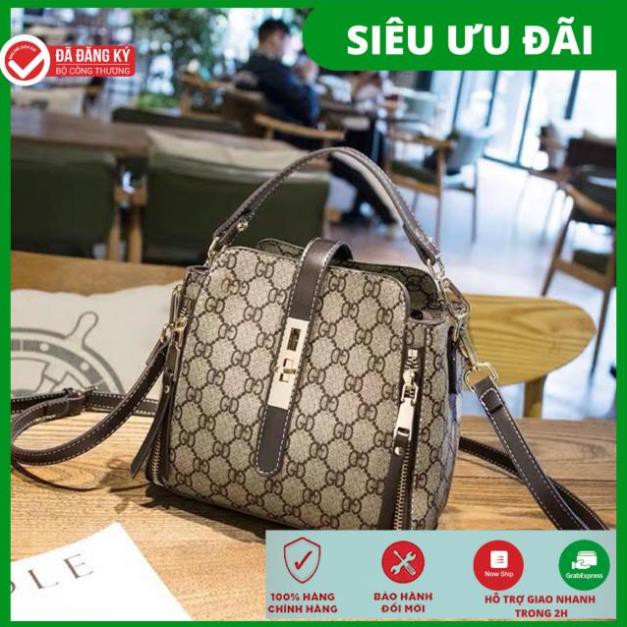 SIÊU ƯU ĐÃI
ĐÃ ĐĂNG KÝ
BỘ CÔNG THƯƠNG
OLE
100% HÀNG
CHÍNH HÃNG
BẢO HÀNH
ĐỔI MỚI
Now Ship
GrabExpress
HỖ TRỢ GIAO NHANH
TRONG 2H